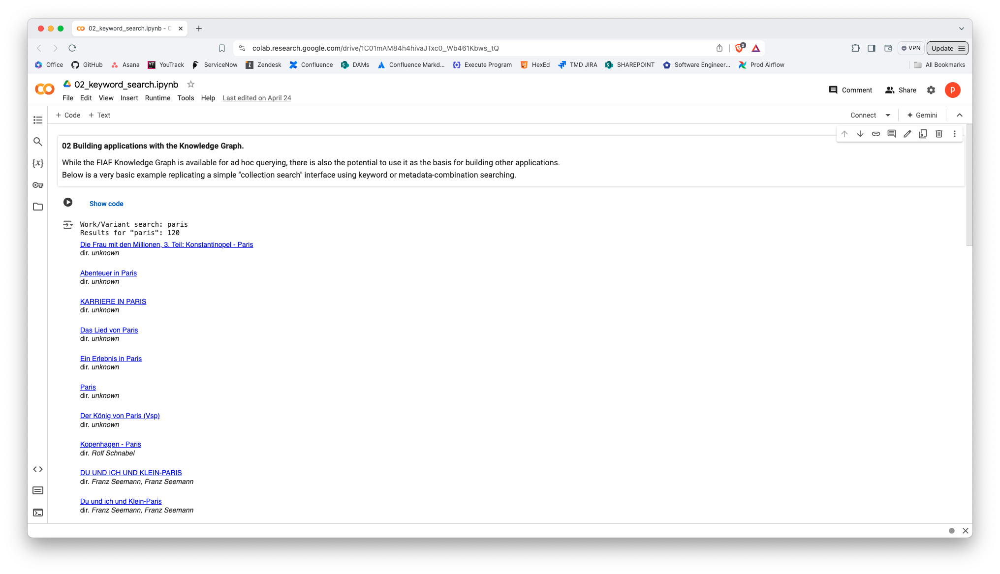 02_keyword_search.ipynb - C
colab.research.google.com/drive/1C01mAM84h4hivaJTxc0_Wb461Kbws_tQ
3
VPN
Update
Office GitHub Asana YT YouTrack ServiceNow Z Zendesk Confluence S DAMs Confluence Markd... Execute Program HexEd TMD JIRA S SHAREPOINT Software Engineer... Prod Airflow All Bookmarks
02_keyword_search.ipynb
File Edit View Insert Runtime Tools Help Last edited on April 24
Comment Share p
+ Code + Text
Connect Gemini
{x}
02 Building applications with the Knowledge Graph.
While the FIAF Knowledge Graph is available for ad hoc querying, there is also the potential to use it as the basis for building other applications.
Below is a very basic example replicating a simple "collection search" interface using keyword or metadata-combination searching.
Show code
Work/Variant search: paris
Results for "paris": 120
Die Frau mit den Millionen, 3. Teil: Konstantinopel - Paris
dir. unknown
Abenteuer in Paris
dir. unknown
KARRIERE IN PARIS
dir. unknown
Das Lied von Paris
dir. unknown
Ein Erlebnis in Paris
dir. unknown
Paris
dir. unknown
Der König von Paris (Vsp)
dir. unknown
Kopenhagen - Paris
dir. Rolf Schnabel
DU UND ICH UND KLEIN-PARIS
dir. Franz Seemann, Franz Seemann
Du und ich und Klein-Paris
dir. Franz Seemann, Franz Seemann